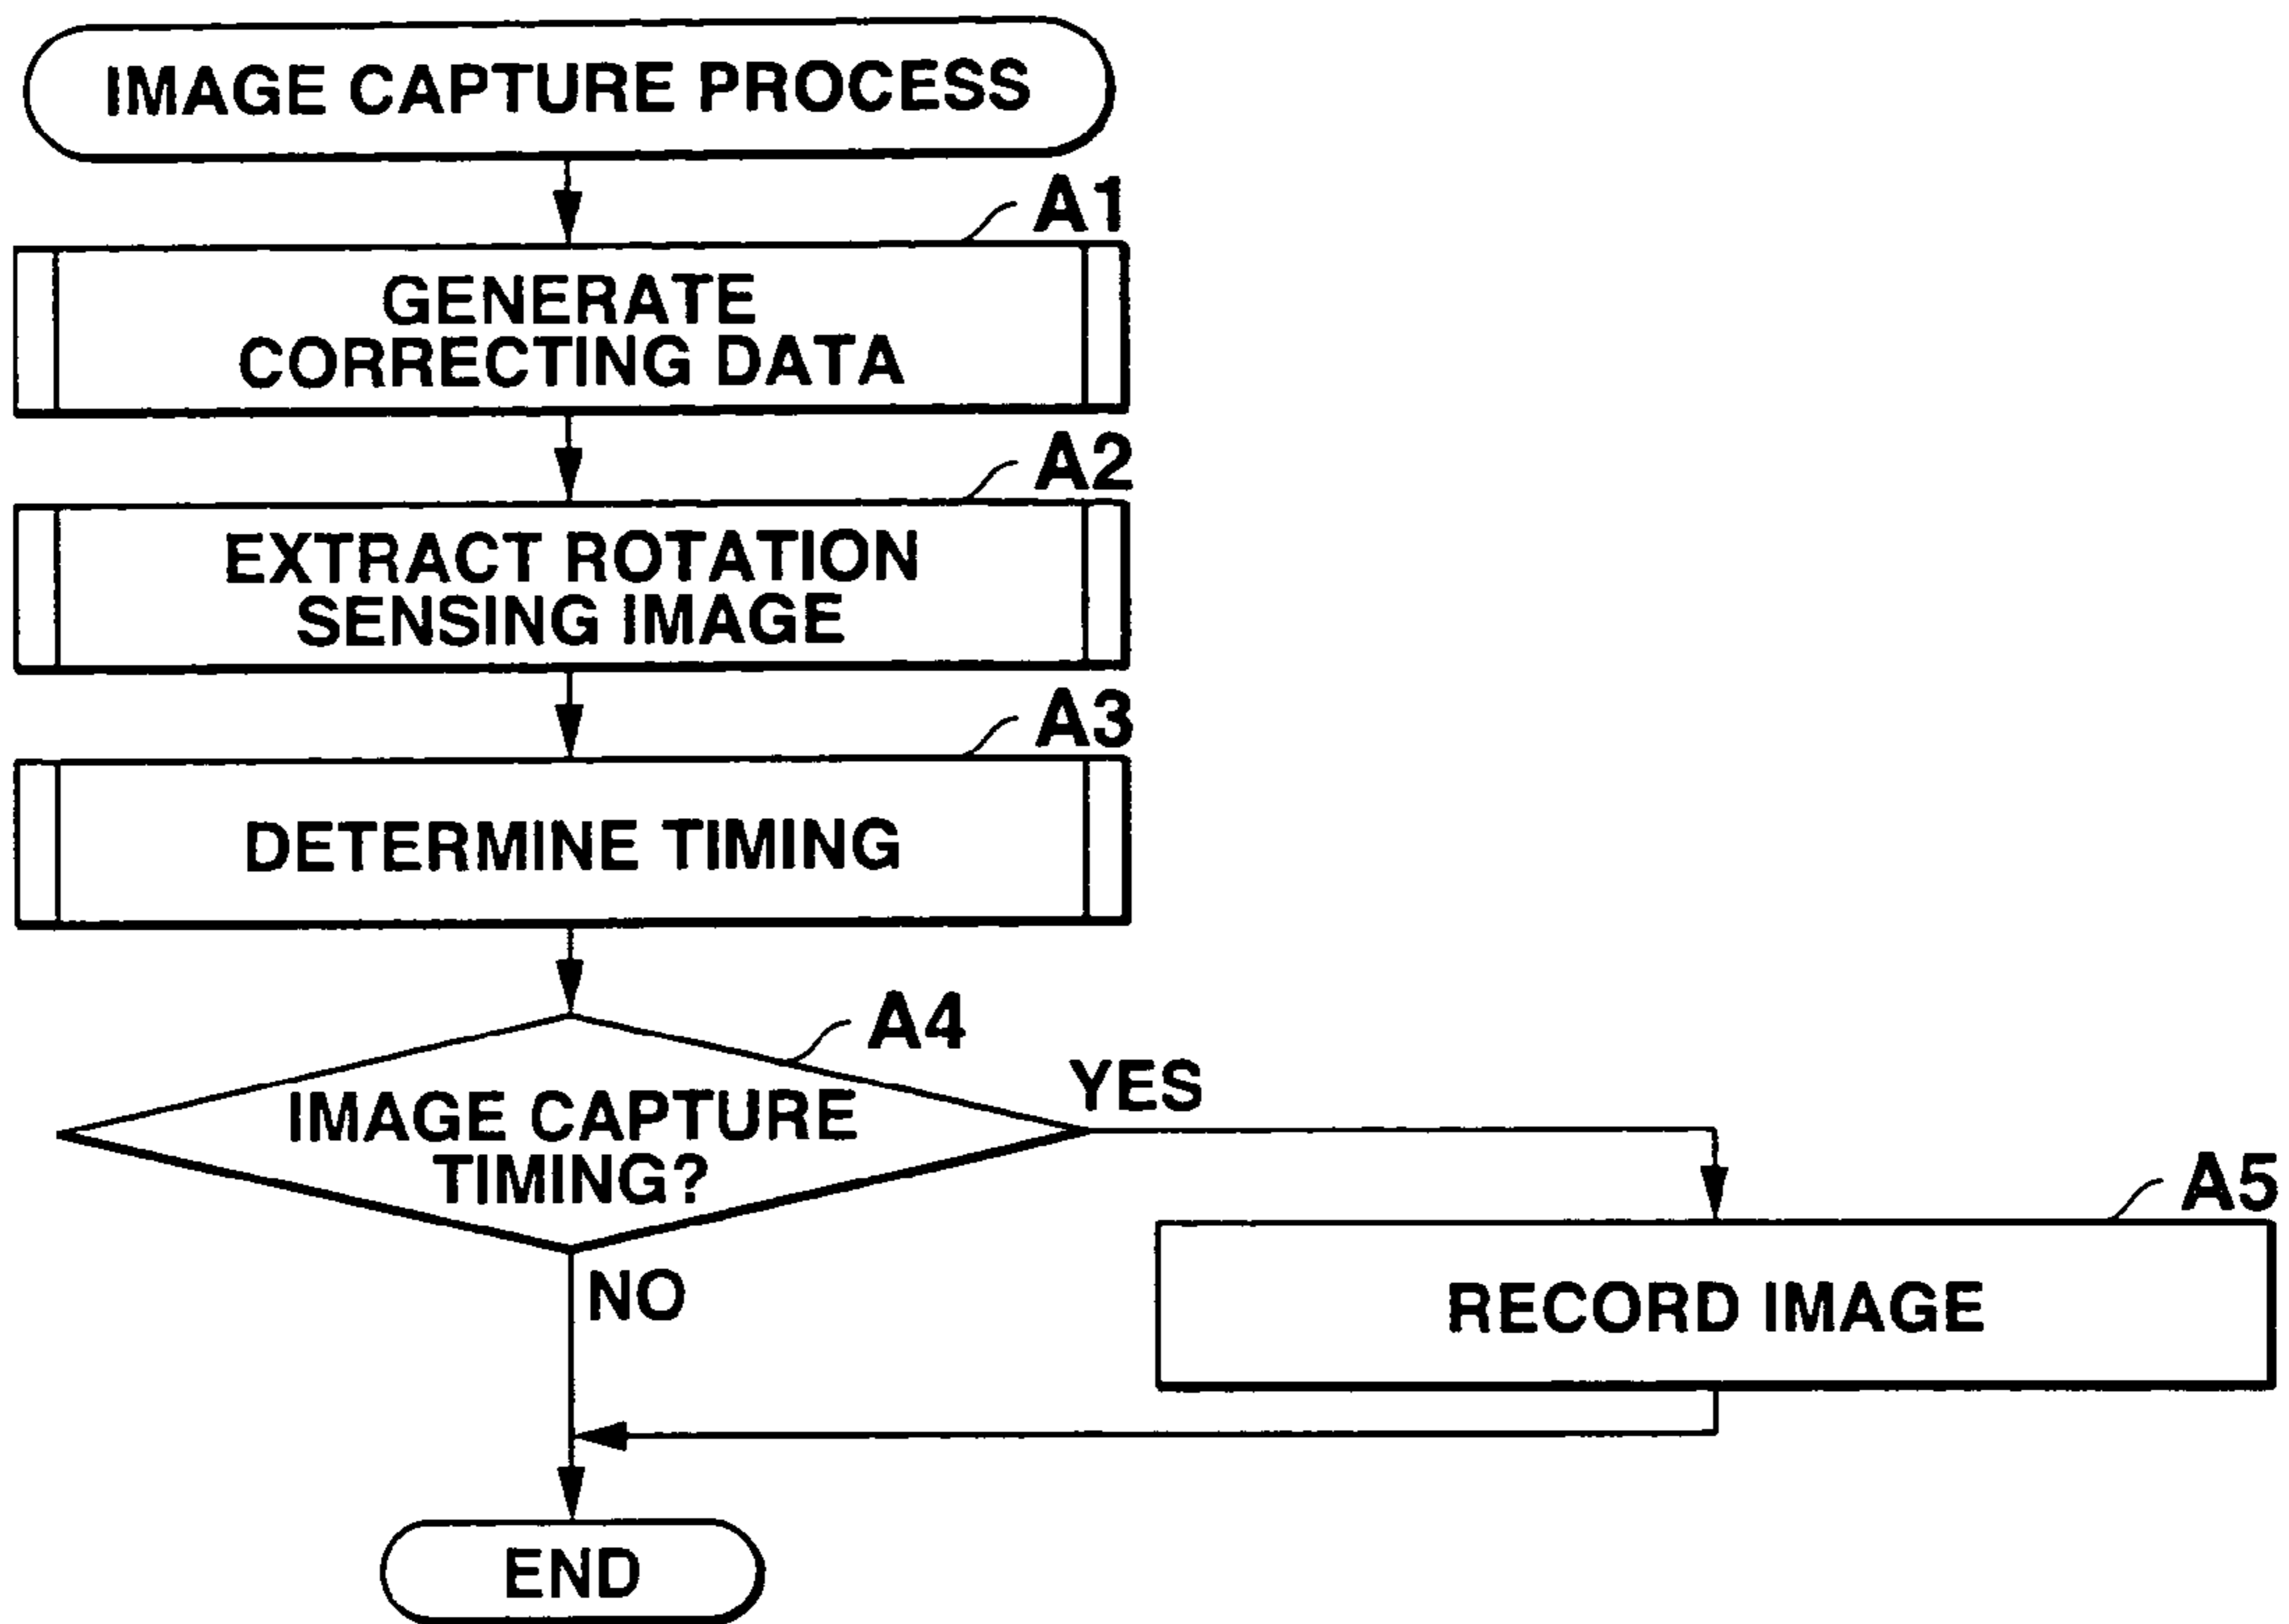 IMAGE CAPTURE PROCESS
A1
GENERATE
CORRECTING DATA
A2
EXTRACT ROTATION
SENSING IMAGE
A3
DETERMINE TIMING
A4
IMAGE CAPTURE
TIMING?
YES
NO
A5
RECORD IMAGE
END